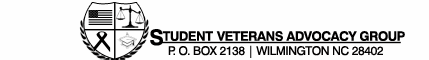 STUDENT VETERANS ADVOCACY GROUP
P. O. BOX 2138 | WILMINGTON NC 28402